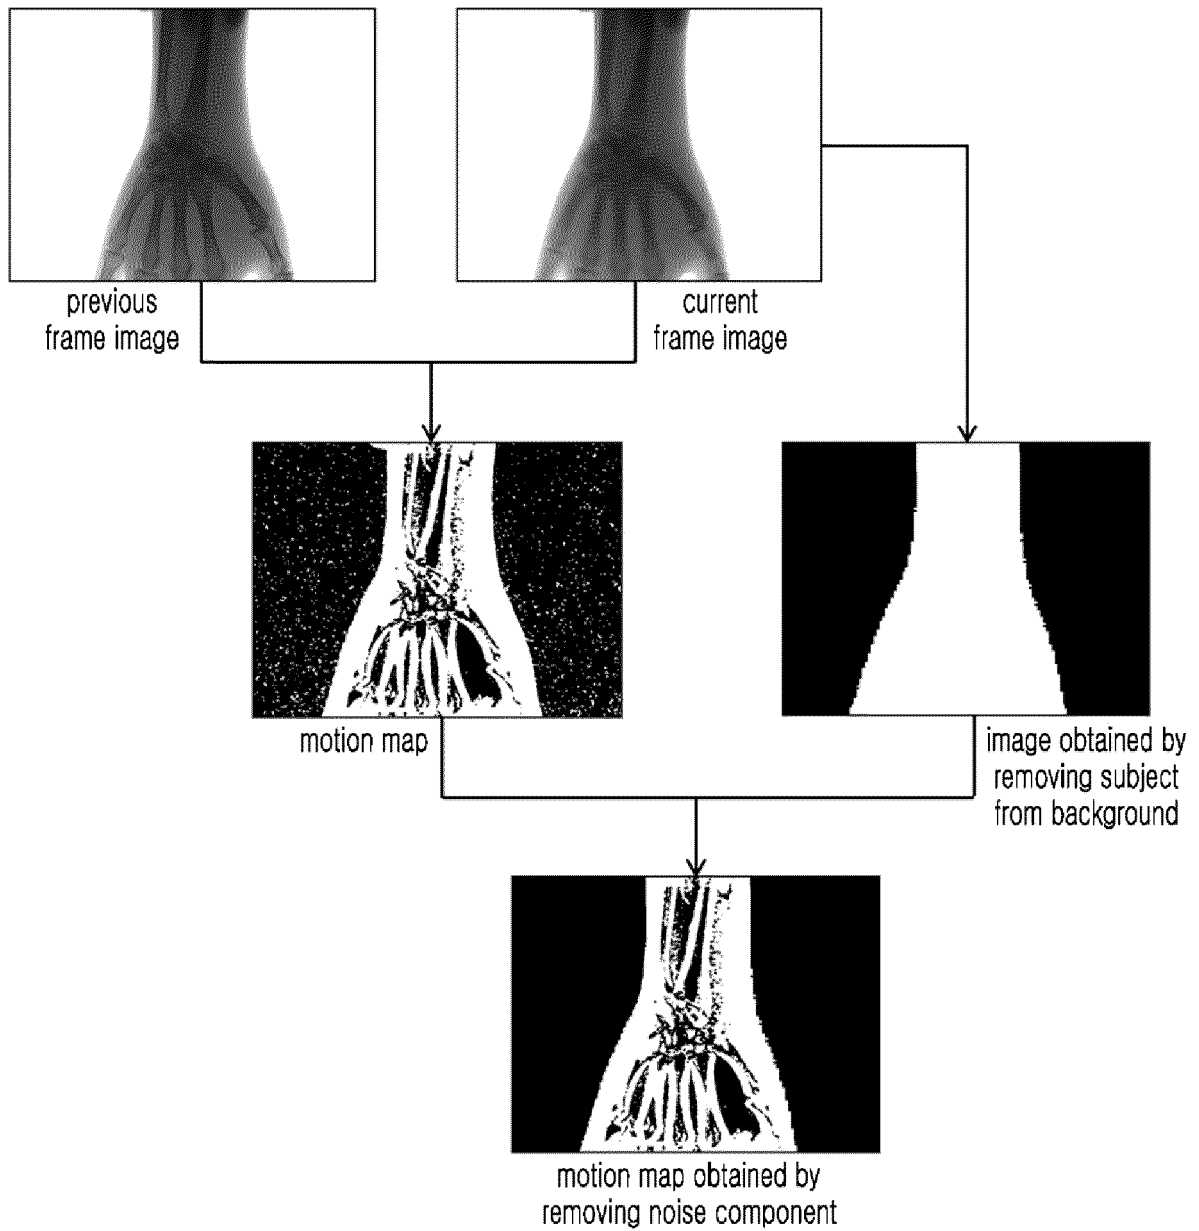 previous
frame image
current
frame image
motion map
image obtained by
removing subject
from background
motion map obtained by
removing noise component